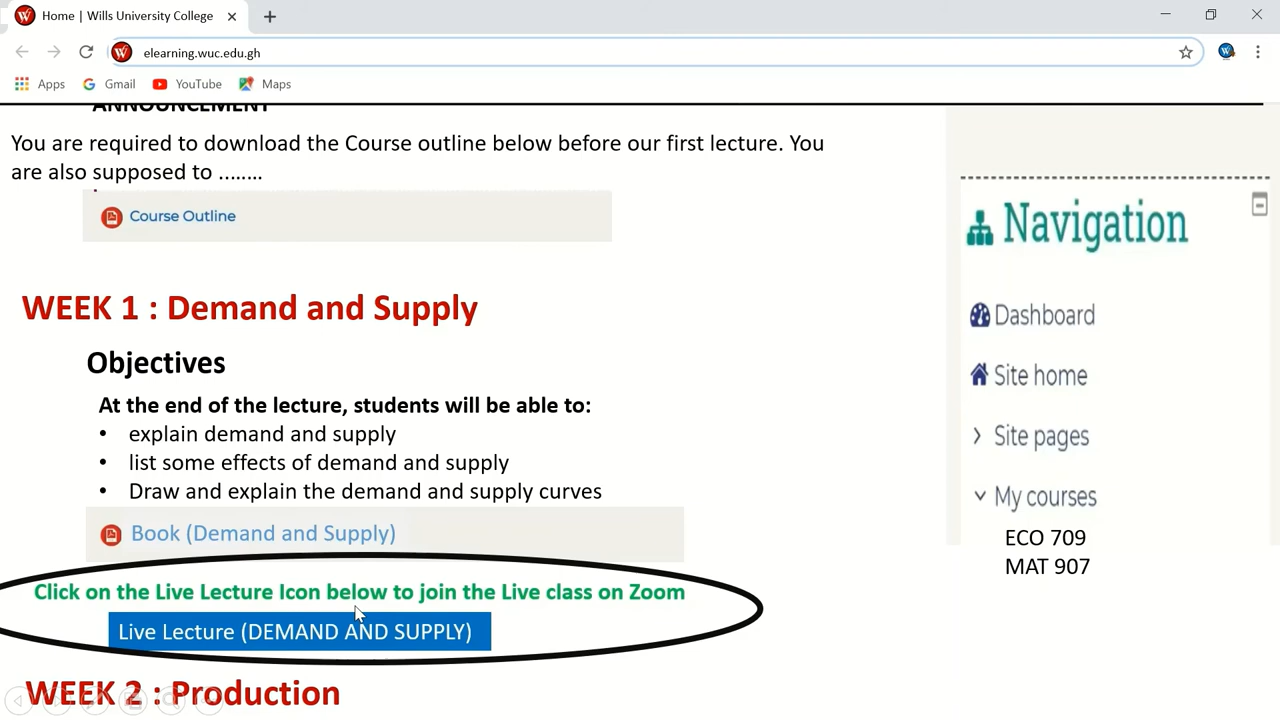 Home | Wills University College
elearning.wuc.edu.gh
Apps Gmail YouTube Maps
ANNOUNCEMENT
You are required to download the Course outline below before our first lecture. You
are also supposed to ........
Course Outline
WEEK 1 : Demand and Supply
Objectives
At the end of the lecture, students will be able to:
• explain demand and supply
• list some effects of demand and supply
• Draw and explain the demand and supply curves
Book (Demand and Supply)
Click on the Live Lecture Icon below to join the Live class on Zoom
Live Lecture (DEMAND AND SUPPLY)
WEEK 2 : Production
Navigation
Dashboard
Site home
Site pages
My courses
ECO 709
MAT 907